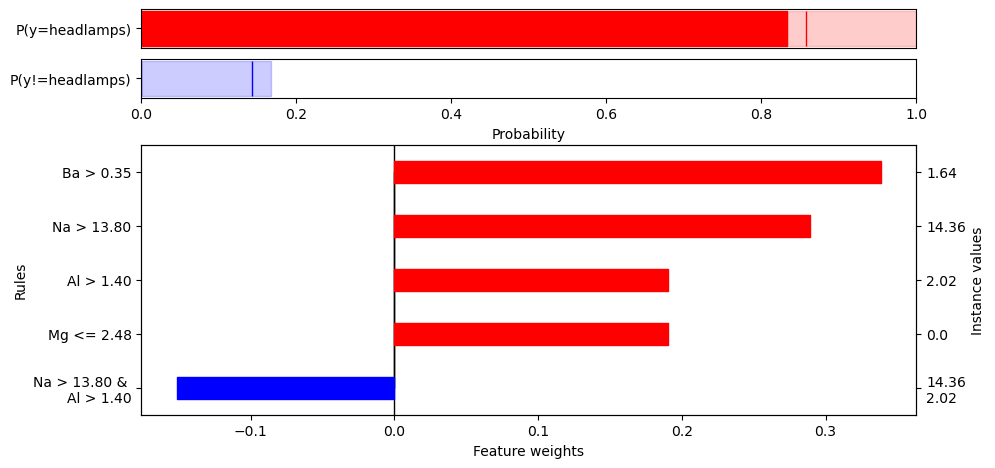 P(y=headlamps)
P(y!=headlamps)
0.0 0.2 0.4 0.6 0.8 1.0
Probability
Rules
Ba > 0.35 1.64
Na > 13.80 14.36
Al > 1.40 2.02
Mg <= 2.48 0.0
Na > 13.80 & 14.36
Al > 1.40 2.02
Instance values
−0.1 0.0 0.1 0.2 0.3
Feature weights